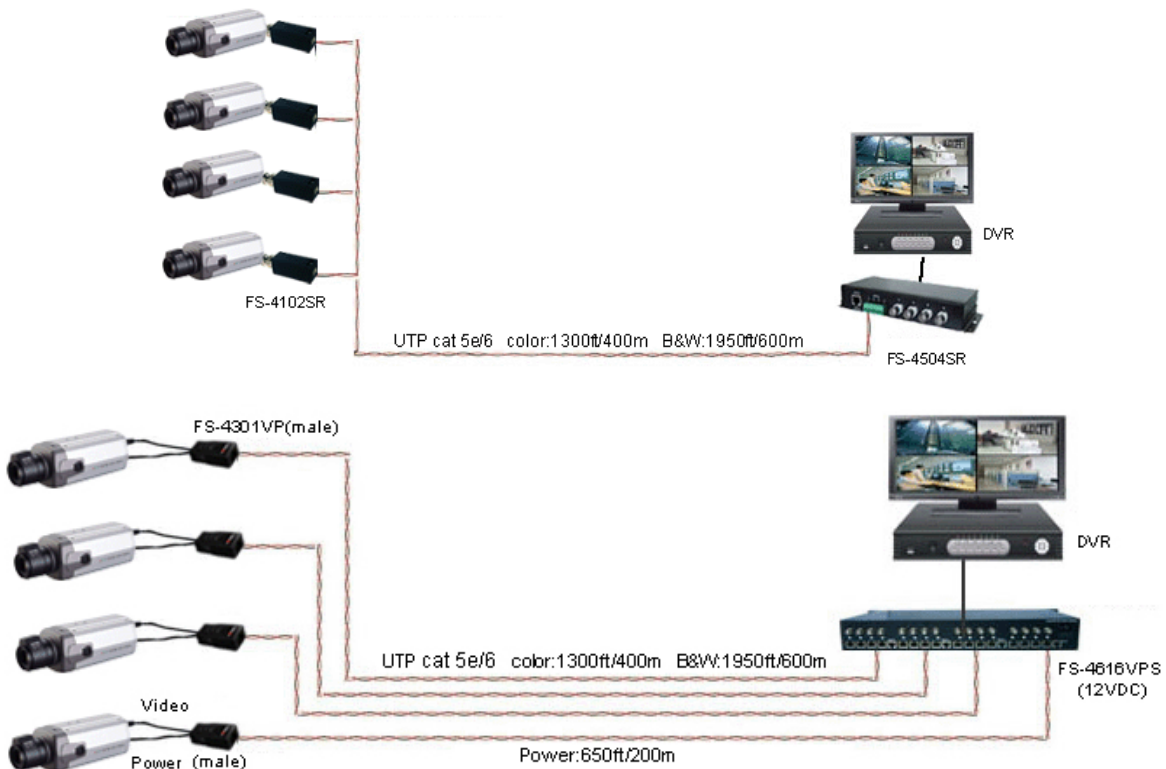 DVR
FS-4102SR
UTP cat 5e/6 color:1300ft/400m B&W:1950ft/600m
FS-4504SR
FS-4301VP(male)
DVR
UTP cat 5e/6 color:1300ft/400m B&W:1950ft/600m
FS-4616VPS
(12VDC)
Video
Power (male)
Power:650ft/200m